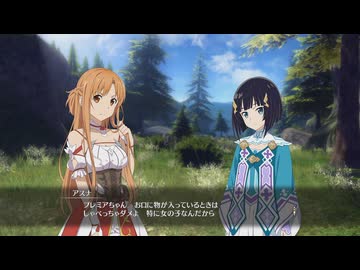 アスナ
プレミアちゃん　お口に物が入っているときは
しゃべっちゃダメよ　特に女の子なんだから